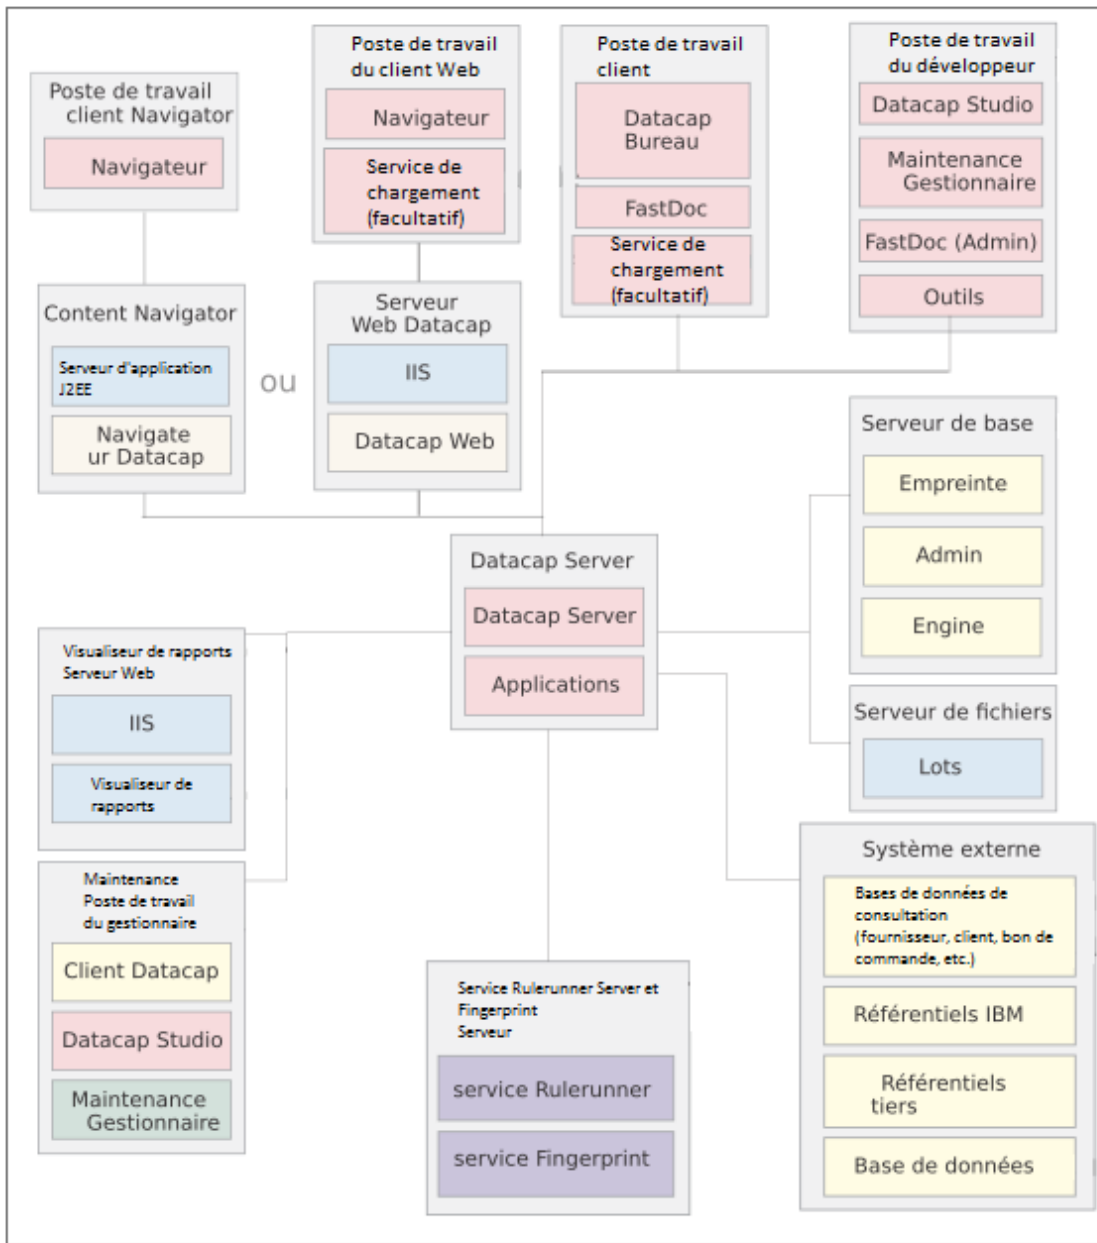 Poste de travail
client Navigator
Navigateur
Poste de travail
du client Web
Navigateur
Service de
chargement
(facultatif)
Poste de travail
client
Datacap
Bureau
FastDoc
Service de
chargement
(facultatif)
Poste de travail
du développeur
Datacap Studio
Maintenance
Gestionnaire
FastDoc (Admin)
Outils
Content Navigator
Serveur d'application
J2EE
Navigate
ur Datacap
ou
Serveur
Web Datacap
IIS
Datacap Web
Serveur de base
Empreinte
Admin
Engine
Datacap Server
Datacap Server
Applications
Visualiseur de rapports
Serveur Web
IIS
Visualiseur de
rapports
Serveur de fichiers
Lots
Maintenance
Poste de travail
du gestionnaire
Client Datacap
Datacap Studio
Maintenance
Gestionnaire
Service Rulerunner Server et
Fingerprint
Serveur
service Rulerunner
service Fingerprint
Système externe
Bases de données de
consultation
(fournisseur, client, bon de
commande, etc.)
Référentiels IBM
Référentiels
tiers
Base de données